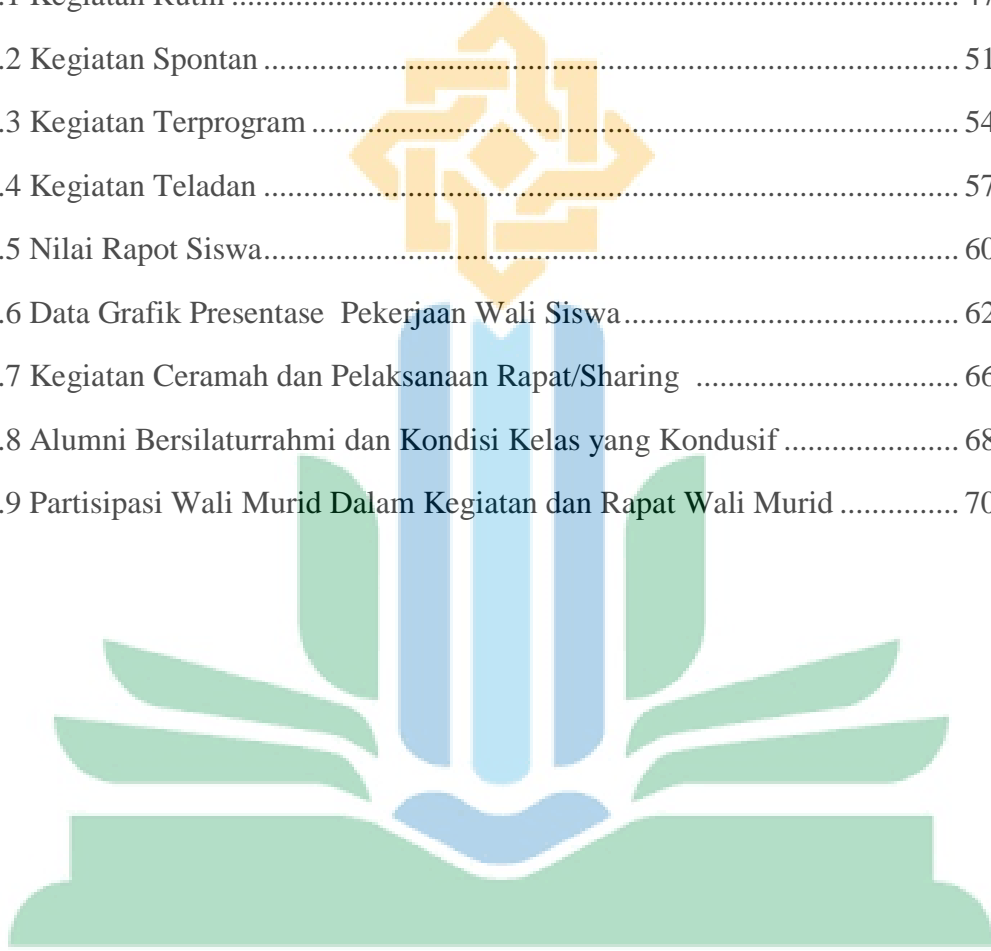 .1 Kegiatan Rutin ........................................................................................... 47
.2 Kegiatan Spontan ....................................................................................... 51
.3 Kegiatan Terprogram ................................................................................. 54
.4 Kegiatan Teladan ....................................................................................... 57
.5 Nilai Rapot Siswa....................................................................................... 60
.6 Data Grafik Presentase  Pekerjaan Wali Siswa.......................................... 62
.7 Kegiatan Ceramah dan Pelaksanaan Rapat/Sharing  ................................. 66
.8 Alumni Bersilaturrahmi dan Kondisi Kelas yang Kondusif ...................... 68
.9 Partisipasi Wali Murid Dalam Kegiatan dan Rapat Wali Murid ............... 70